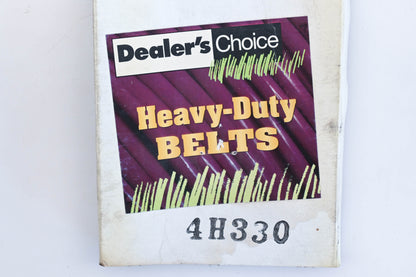 Dealer's Choice
Heavy-Duty
BELTS
4H330